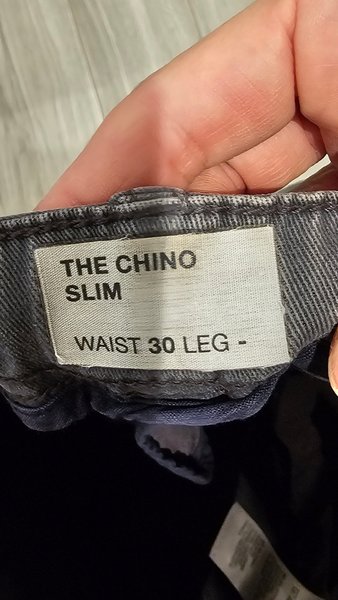 THE CHINO
SLIM
WAIST 30 LEG -